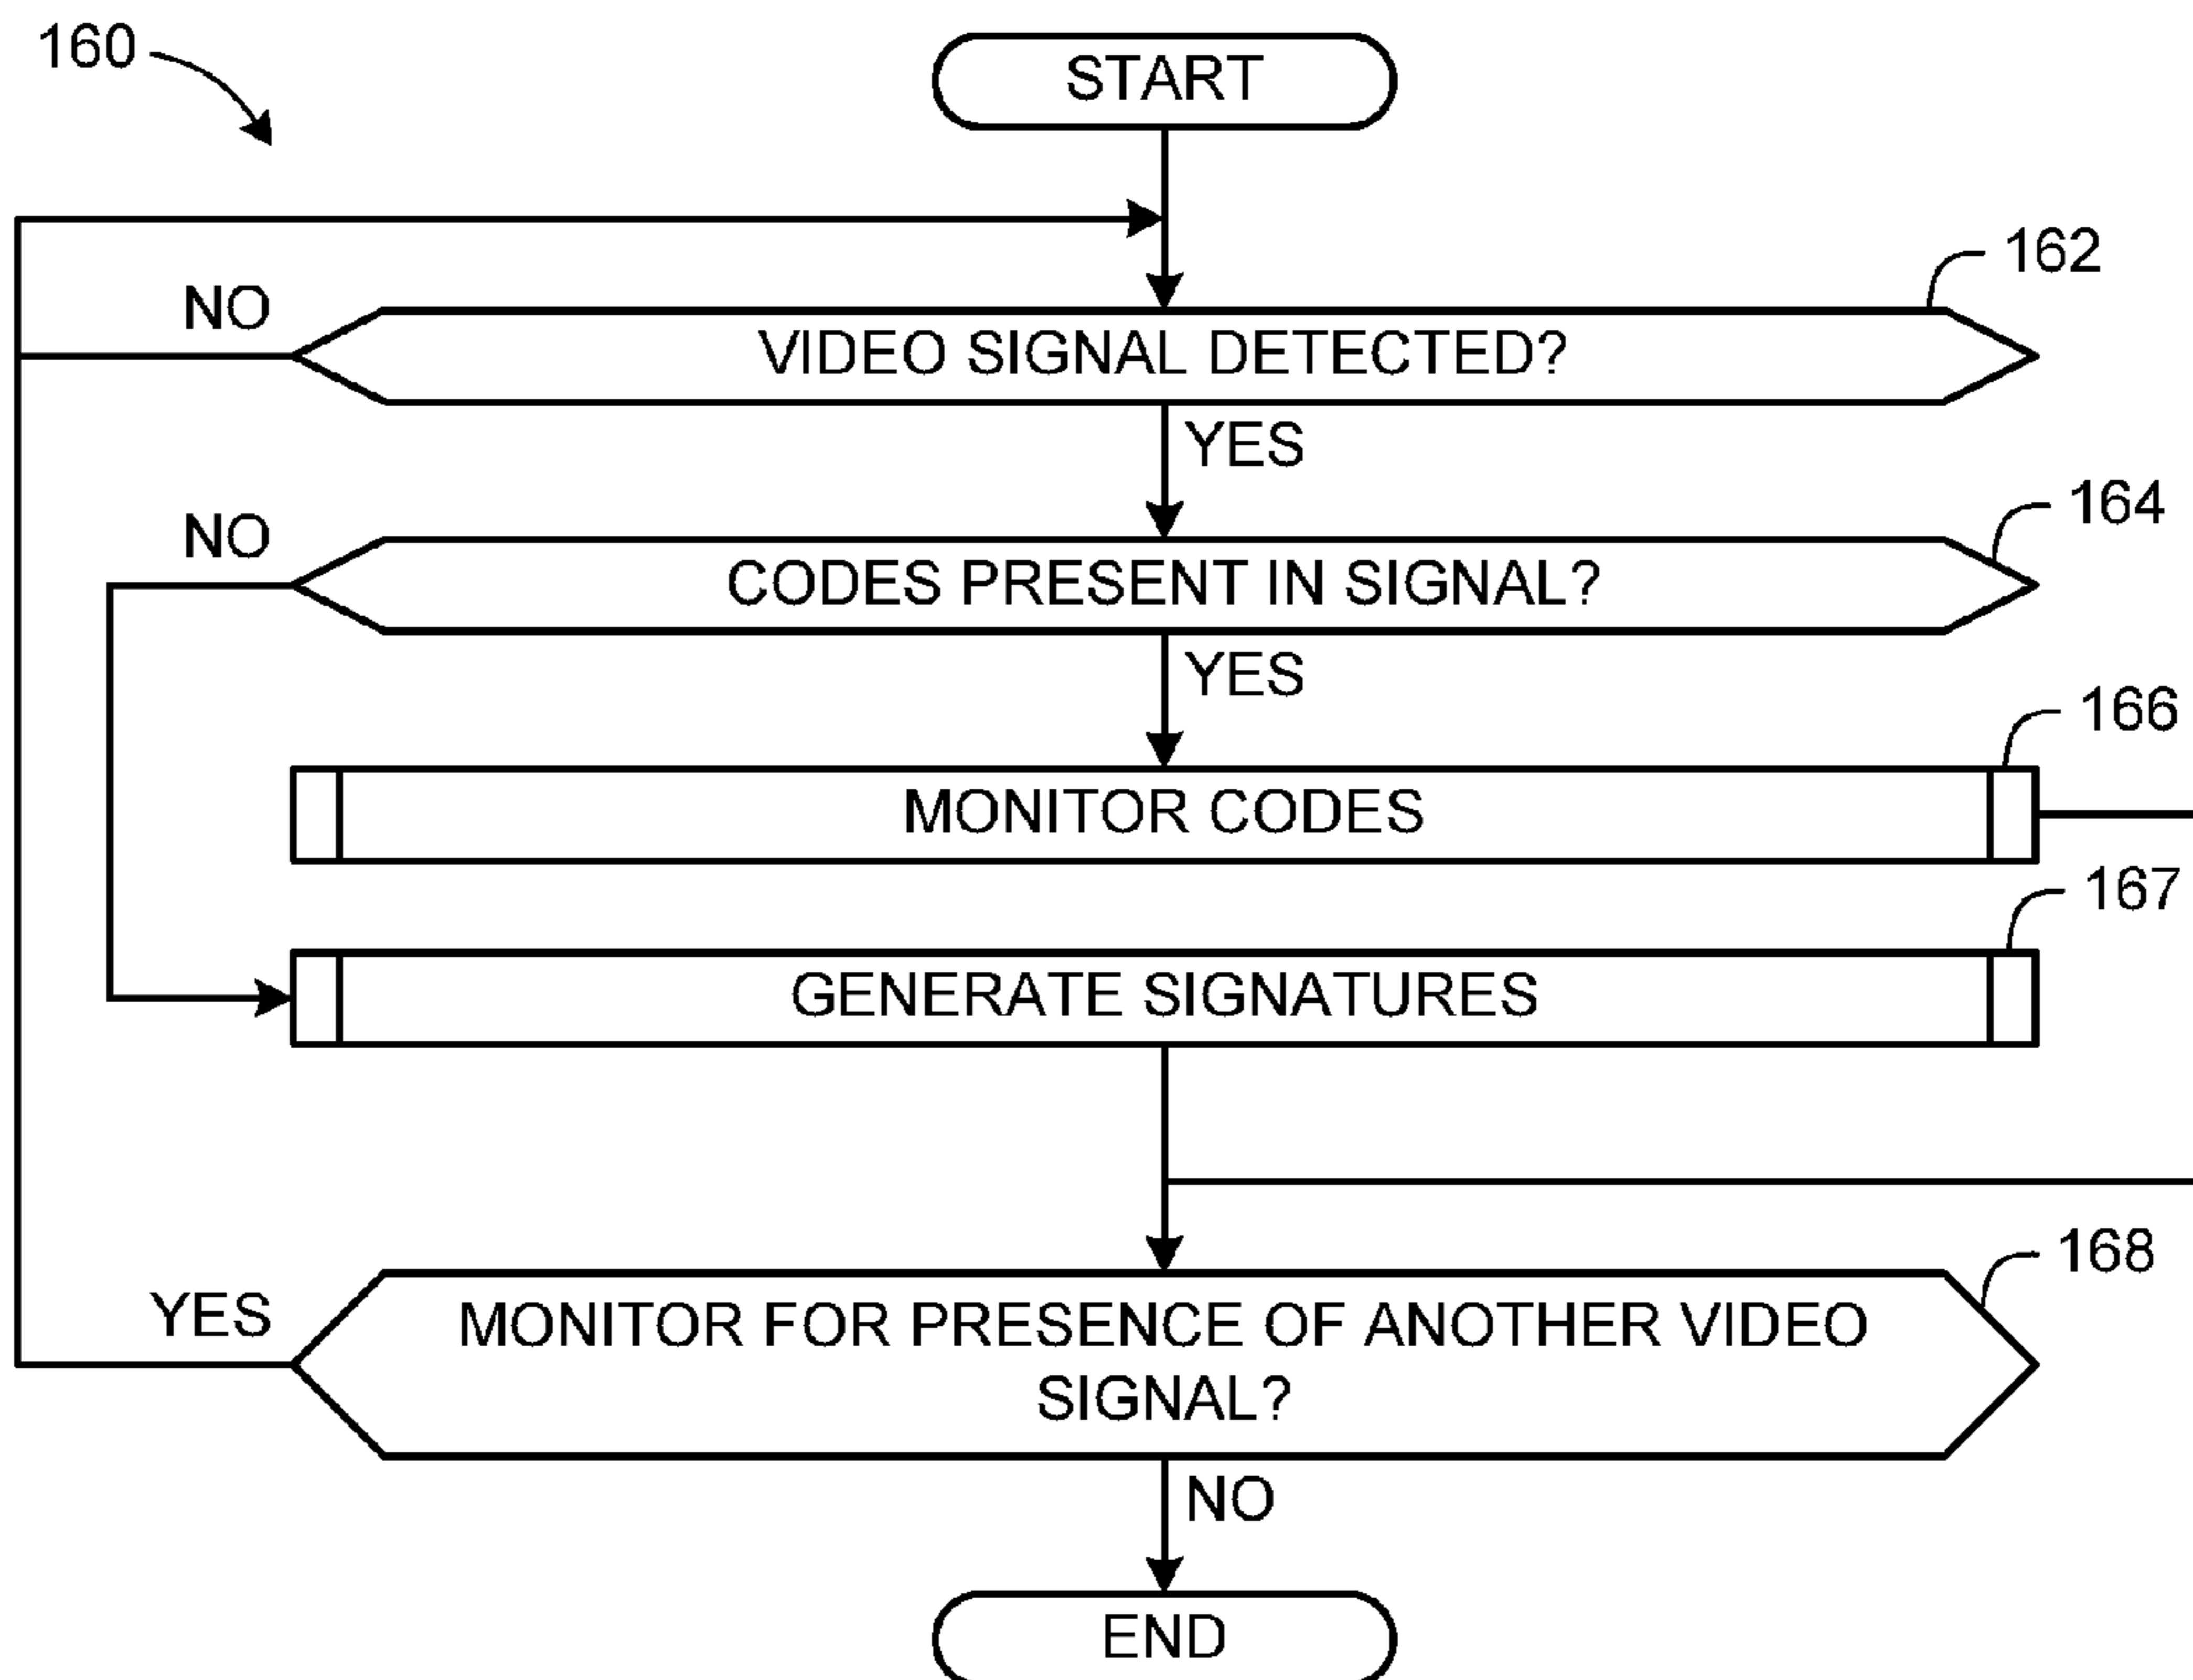 160
START
162
NO
VIDEO SIGNAL DETECTED?
YES
164
NO
CODES PRESENT IN SIGNAL?
YES
166
MONITOR CODES
167
GENERATE SIGNATURES
168
YES
MONITOR FOR PRESENCE OF ANOTHER VIDEO
SIGNAL?
NO
END